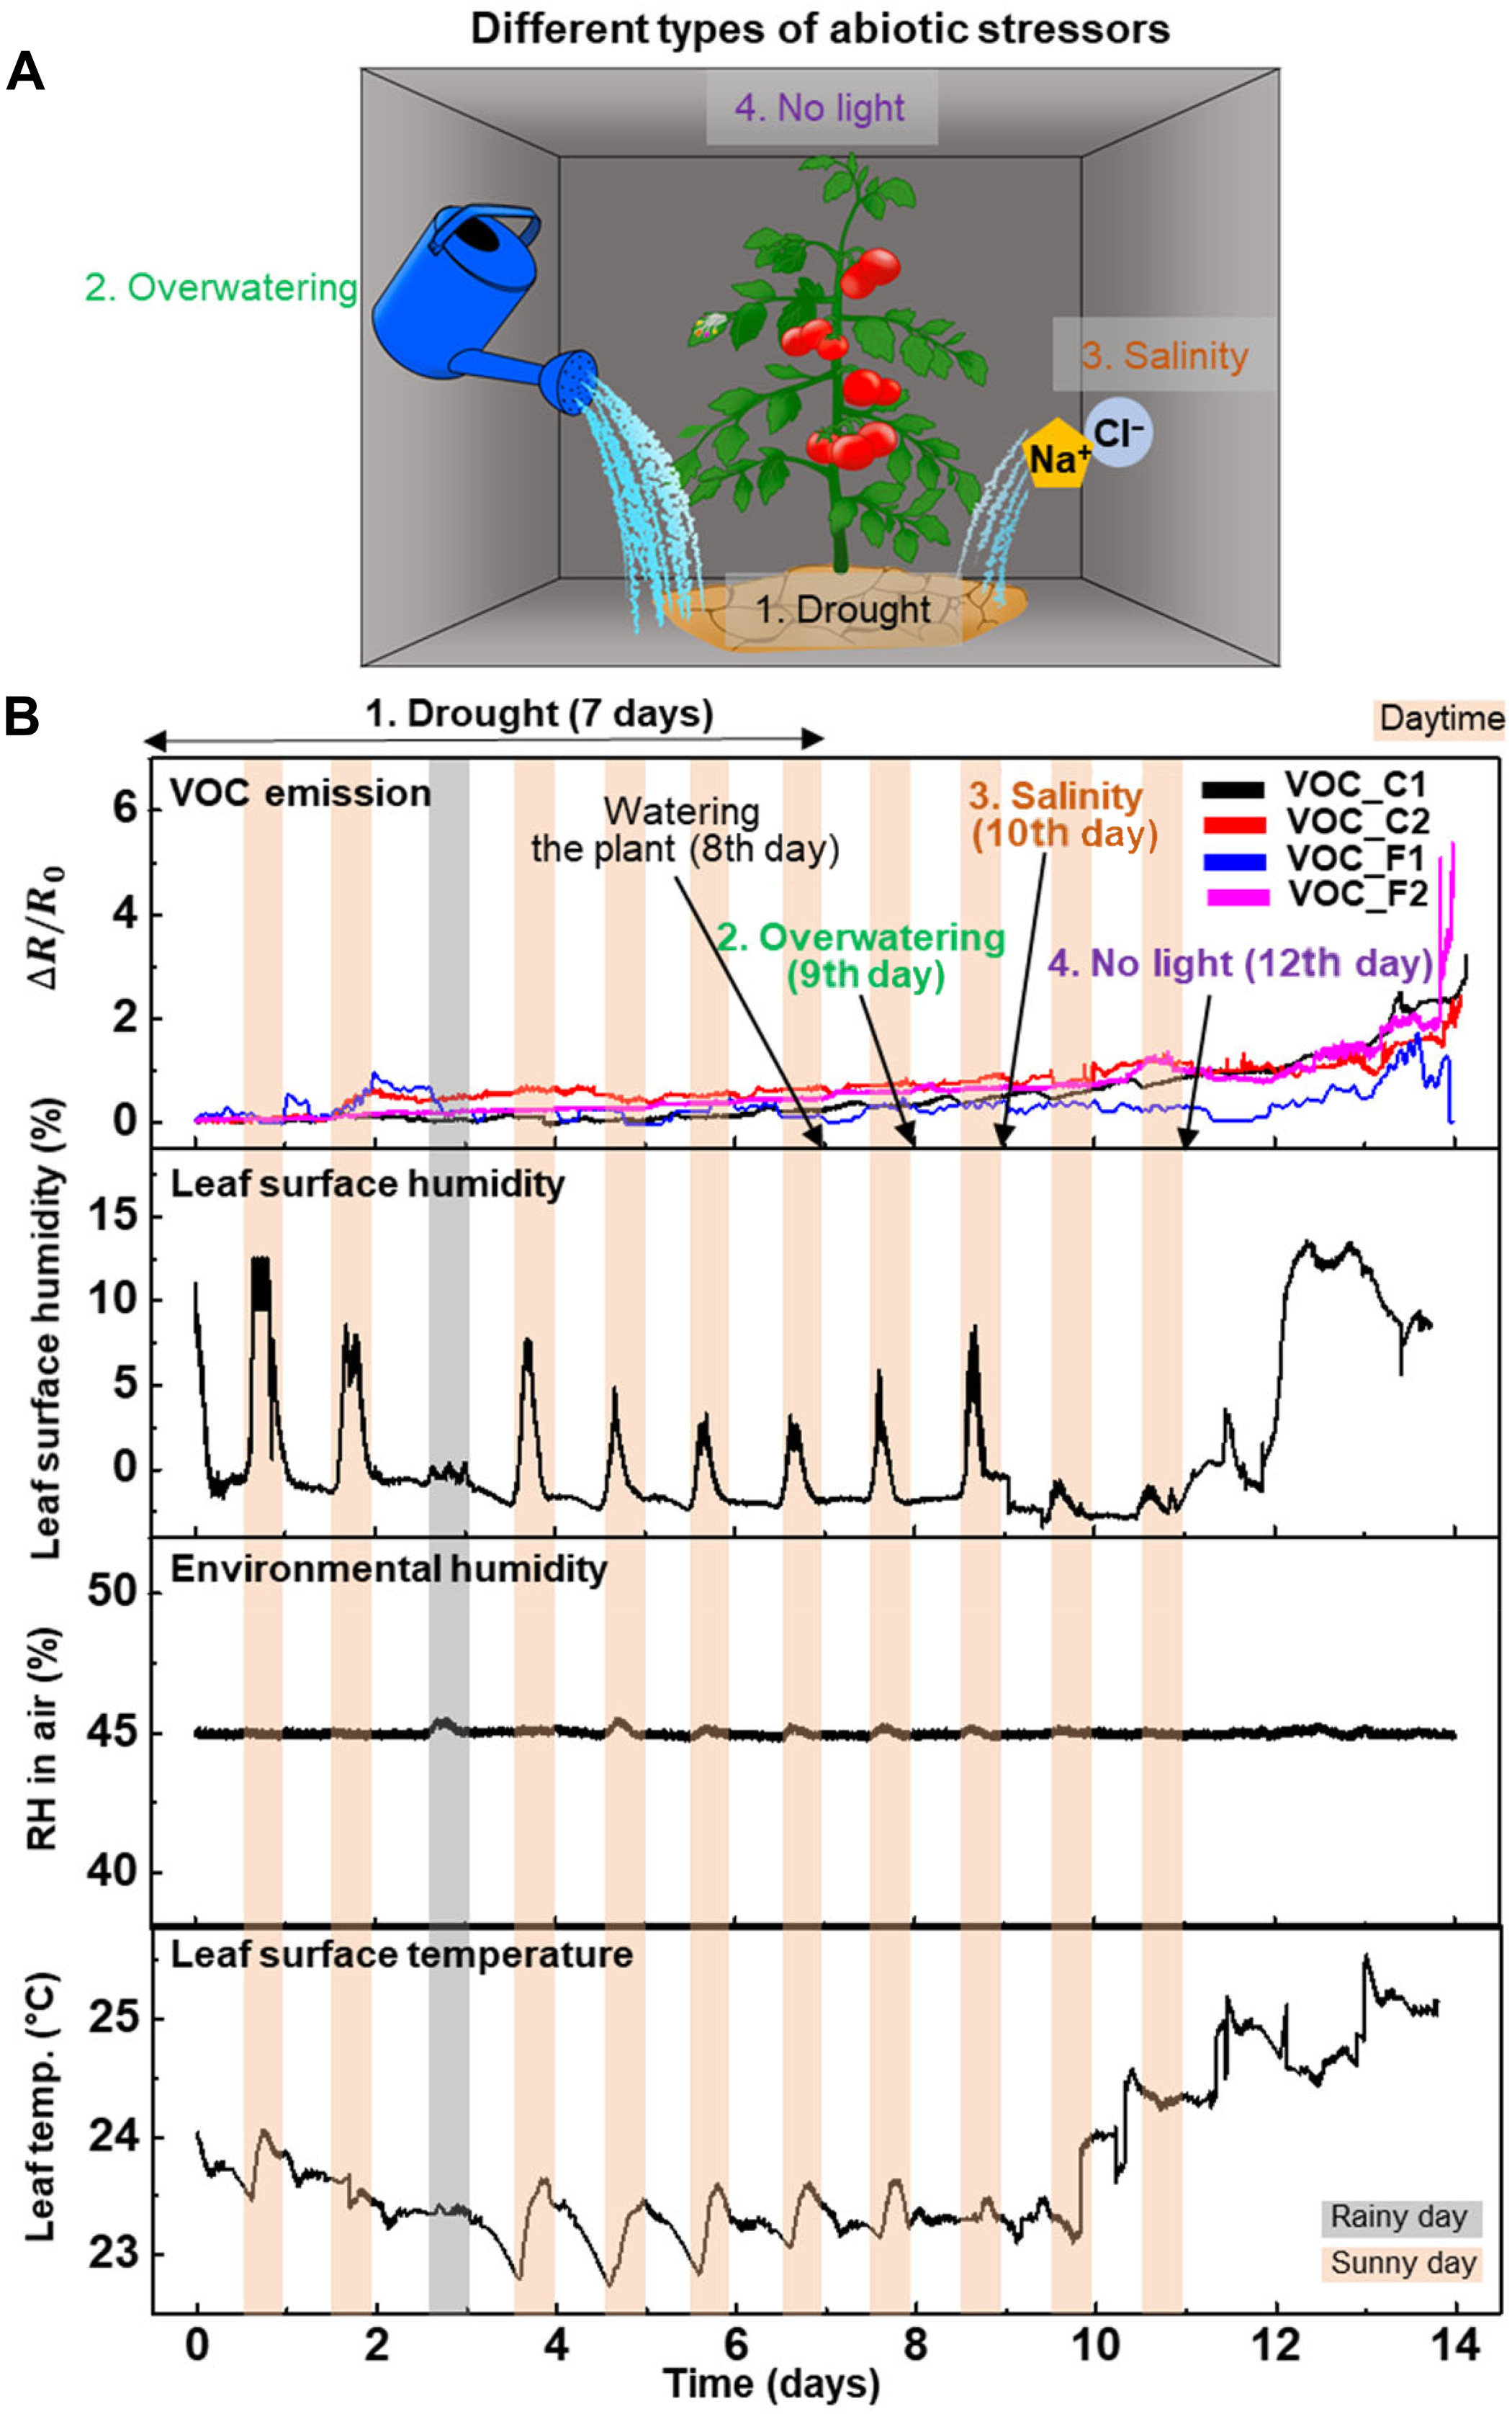 A
Different types of abiotic stressors
4. No light
2. Overwatering
3. Salinity
Na+
Cl−
1. Drought
B
1. Drought (7 days)
Daytime
VOC emission
Watering
the plant (8th day)
2. Overwatering
(9th day)
3. Salinity
(10th day)
4. No light (12th day)
VOC_C1
VOC_C2
VOC_F1
VOC_F2
ΔR/R0
6
4
2
0
Leaf surface humidity
Leaf surface humidity (%)
15
10
5
0
Environmental humidity
RH in air (%)
50
45
40
Leaf surface temperature
Leaf temp. (°C)
25
24
23
Rainy day
Sunny day
0 2 4 6 8 10 12 14
Time (days)